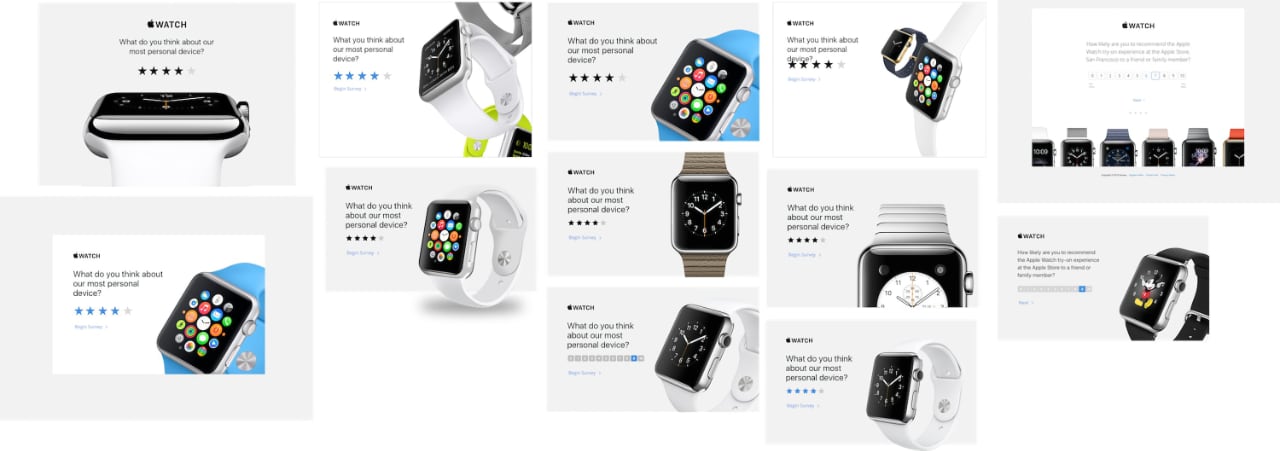 WATCH
What do you think about our
most personal device?
WATCH
What do you think about
our most personal
device?
Begin Survey >
WATCH
What do you think about
our most personal
device?
Begin Survey >
WATCH
What do you think
about our most
personal device?
Begin Survey >
WATCH
What do you think about
our most personal
device?
Begin Survey >
WATCH
What do you think
about our most
personal device?
Begin Survey >
WATCH
What do you think
about our most
personal device?
Begin Survey >
WATCH
What do you think
about our most personal
device?
Begin Survey >
WATCH
What do you think
about our most
personal device?
Begin Survey >
WATCH
What do you think
about our most
personal device?
Begin Survey >
WATCH
How likely are you to recommend the Apple
Watch try-on experience at the Apple Store
San Francisco to a friend or family member?
0 1 2 3 4 5 6 7 8 9 10
Next >
10:09
WATCH
How likely are you to recommend
the Apple Watch try-on experience
at the Apple Store to a friend or
family member?
Next >